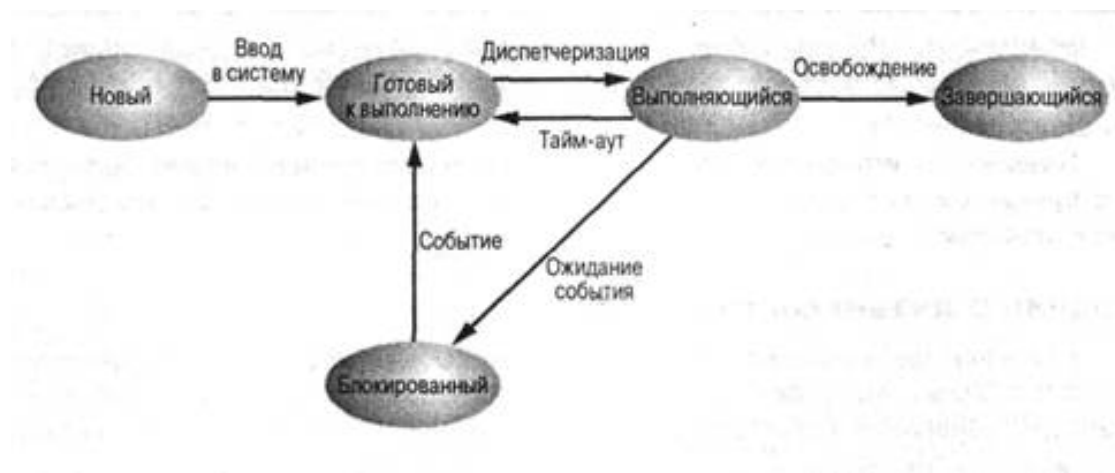 Новый
Ввод
в систему
Готовый
к выполнению
Диспетчеризация
Тайм-аут
Выполняющийся
Освобождение
Завершающийся
Событие
Ожидание
события
Блокированный